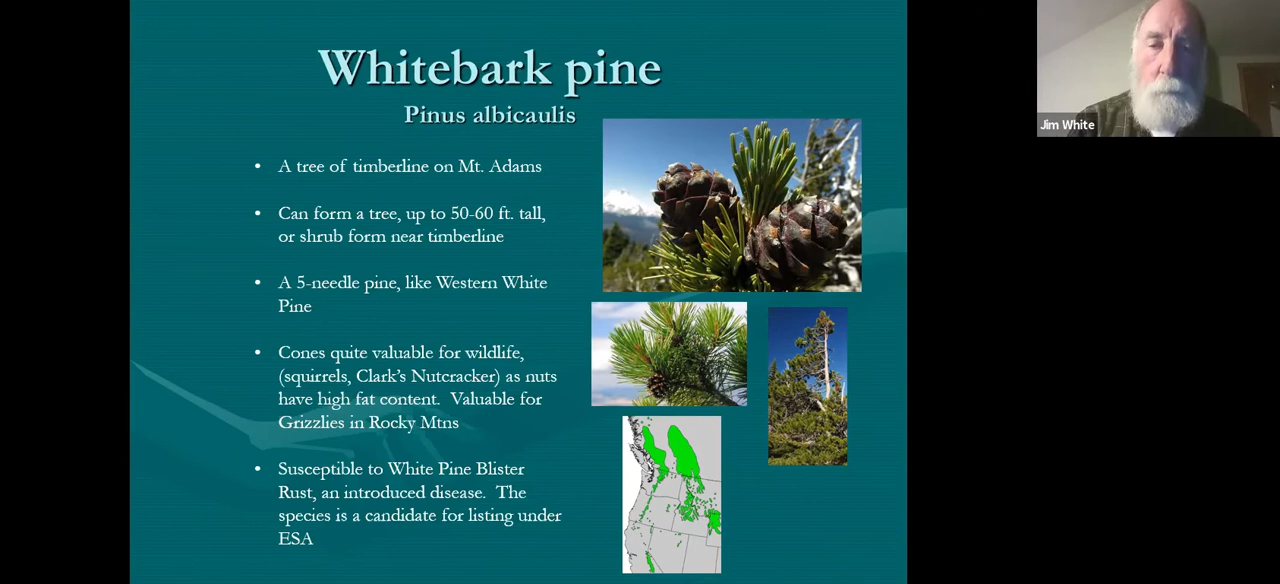 Whitebark pine
Pinus albicaulis
• A tree of timberline on Mt. Adams
• Can form a tree, up to 50-60 ft. tall,
or shrub form near timberline
• A 5-needle pine, like Western White
Pine
• Cones quite valuable for wildlife,
(squirrels, Clark's Nutcracker) as nuts
have high fat content.  Valuable for
Grizzlies in Rocky Mtns
• Susceptible to White Pine Blister
Rust, an introduced disease.  The
species is a candidate for listing under
ESA
Jim White